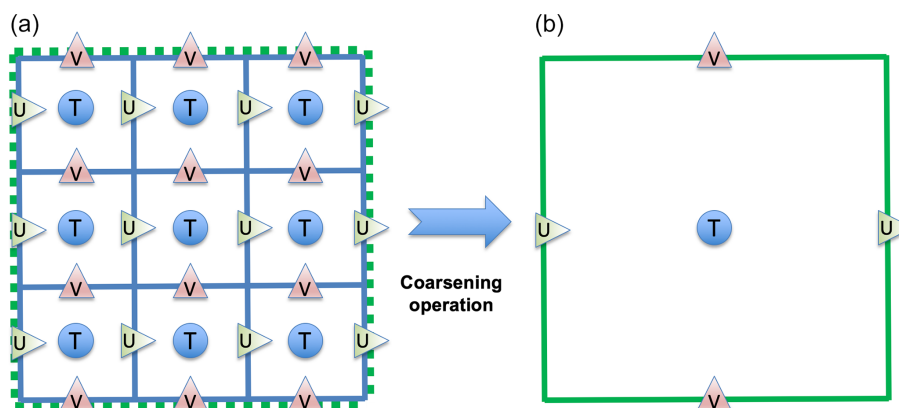 (a) (b)
V V V V
U T U T U T U
V V V
U T U T U T U U T U
V V V
Coarsening
operation
U T U T U T U
V V V V